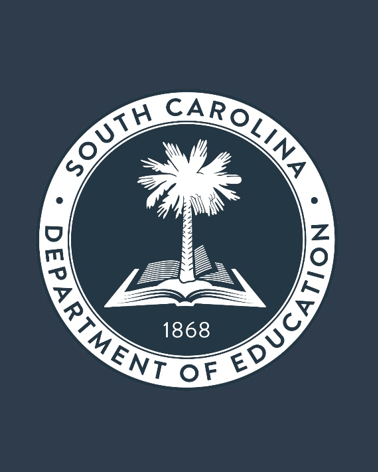 SOUTH CAROLINA
DEPARTMENT OF EDUCATION
1868